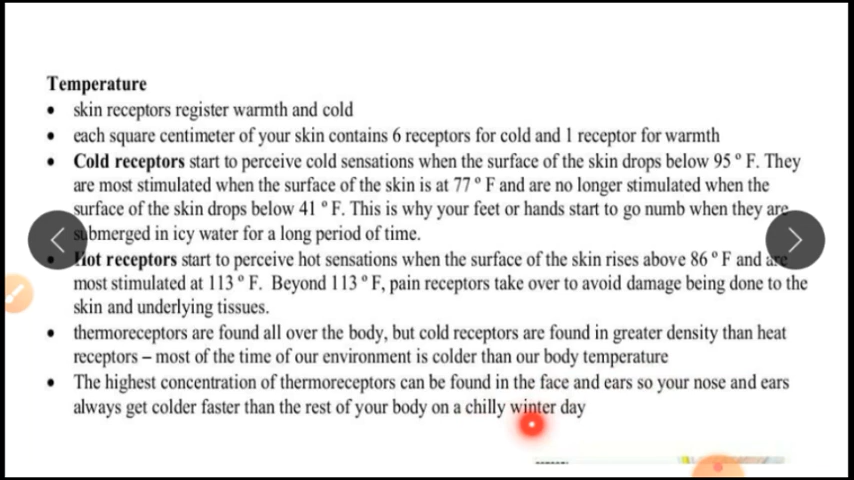 Temperature
• skin receptors register warmth and cold
• each square centimeter of your skin contains 6 receptors for cold and 1 receptor for warmth
• Cold receptors start to perceive cold sensations when the surface of the skin drops below 95 ° F. They
are most stimulated when the surface of the skin is at 77 ° F and are no longer stimulated when the
surface of the skin drops below 41 ° F. This is why your feet or hands start to go numb when they are
submerged in icy water for a long period of time.
• Hot receptors start to perceive hot sensations when the surface of the skin rises above 86 ° F and are
most stimulated at 113 ° F. Beyond 113 ° F, pain receptors take over to avoid damage being done to the
skin and underlying tissues.
• thermoreceptors are found all over the body, but cold receptors are found in greater density than heat
receptors – most of the time of our environment is colder than our body temperature
• The highest concentration of thermoreceptors can be found in the face and ears so your nose and ears
always get colder faster than the rest of your body on a chilly winter day